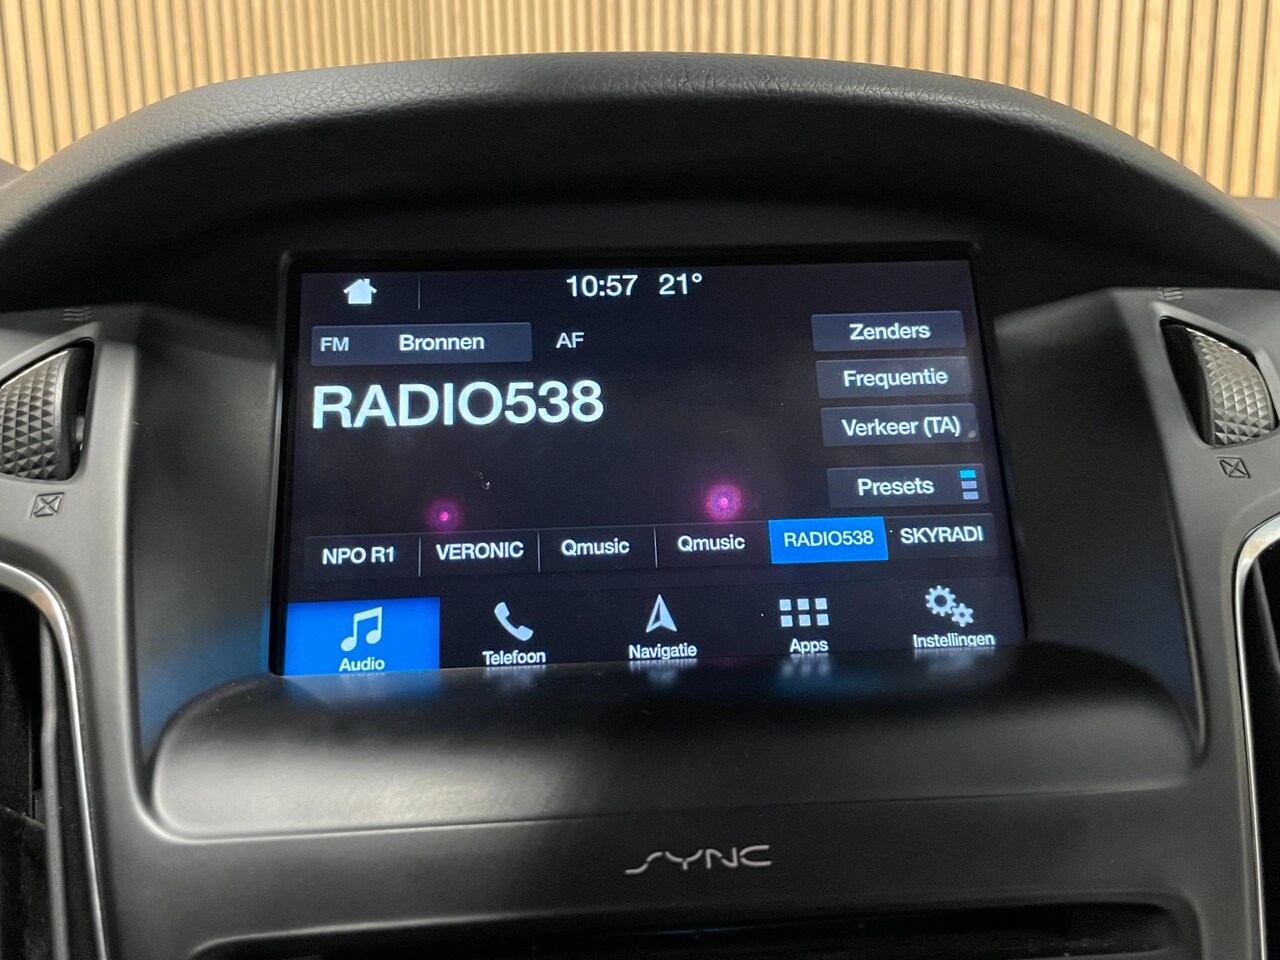 10:57 21°
FM Bronnen AF
Zenders
RADIO538
Frequentie
Verkeer (TA)
Presets
NPO R1 VERONIC Qmusic Qmusic RADIO538 SKYRADI
Audio Telefoon Navigatie Apps Instellingen
SYNC